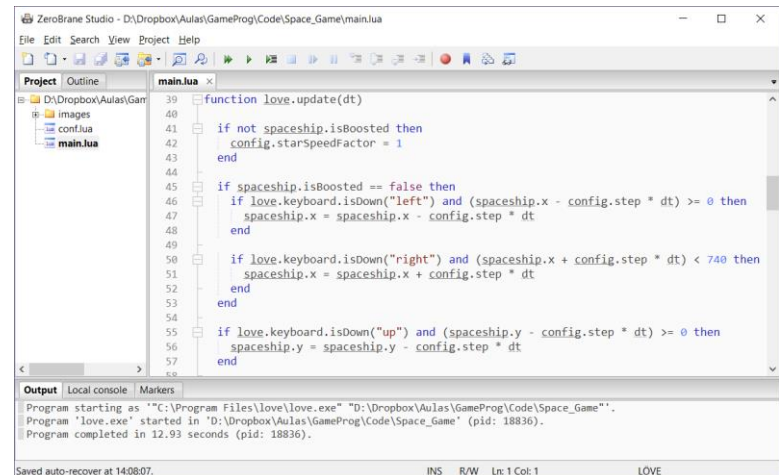 ZeroBrane Studio - D:\Dropbox\Aulas\GameProg\Code\Space_Game\main.lua
File Edit Search View Project Help
Project Outline
main.lua
D:\Dropbox\Aulas\Gam
images
conf.lua
main.lua
39 function love.update(dt)
40
41 if not spaceship.isBoosted then
42 config.starSpeedFactor = 1
43 end
44
45 if spaceship.isBoosted == false then
46 if love.keyboard.isDown("left") and (spaceship.x - config.step * dt) >= 0 then
47 spaceship.x = spaceship.x - config.step * dt
48 end
49
50 if love.keyboard.isDown("right") and (spaceship.x + config.step * dt) < 740 then
51 spaceship.x = spaceship.x + config.step * dt
52 end
53 end
54
55 if love.keyboard.isDown("up") and (spaceship.y - config.step * dt) >= 0 then
56 spaceship.y = spaceship.y - config.step * dt
57 end
58
Output Local console Markers
Program starting as '"C:\Program Files\love\love.exe" "D:\Dropbox\Aulas\GameProg\Code\Space_Game"'.
Program 'love.exe' started in 'D:\Dropbox\Aulas\GameProg\Code\Space_Game' (pid: 18836).
Program completed in 12.93 seconds (pid: 18836).
Saved auto-recover at 14:08:07. INS R/W Ln: 1 Col: 1 LÖVE